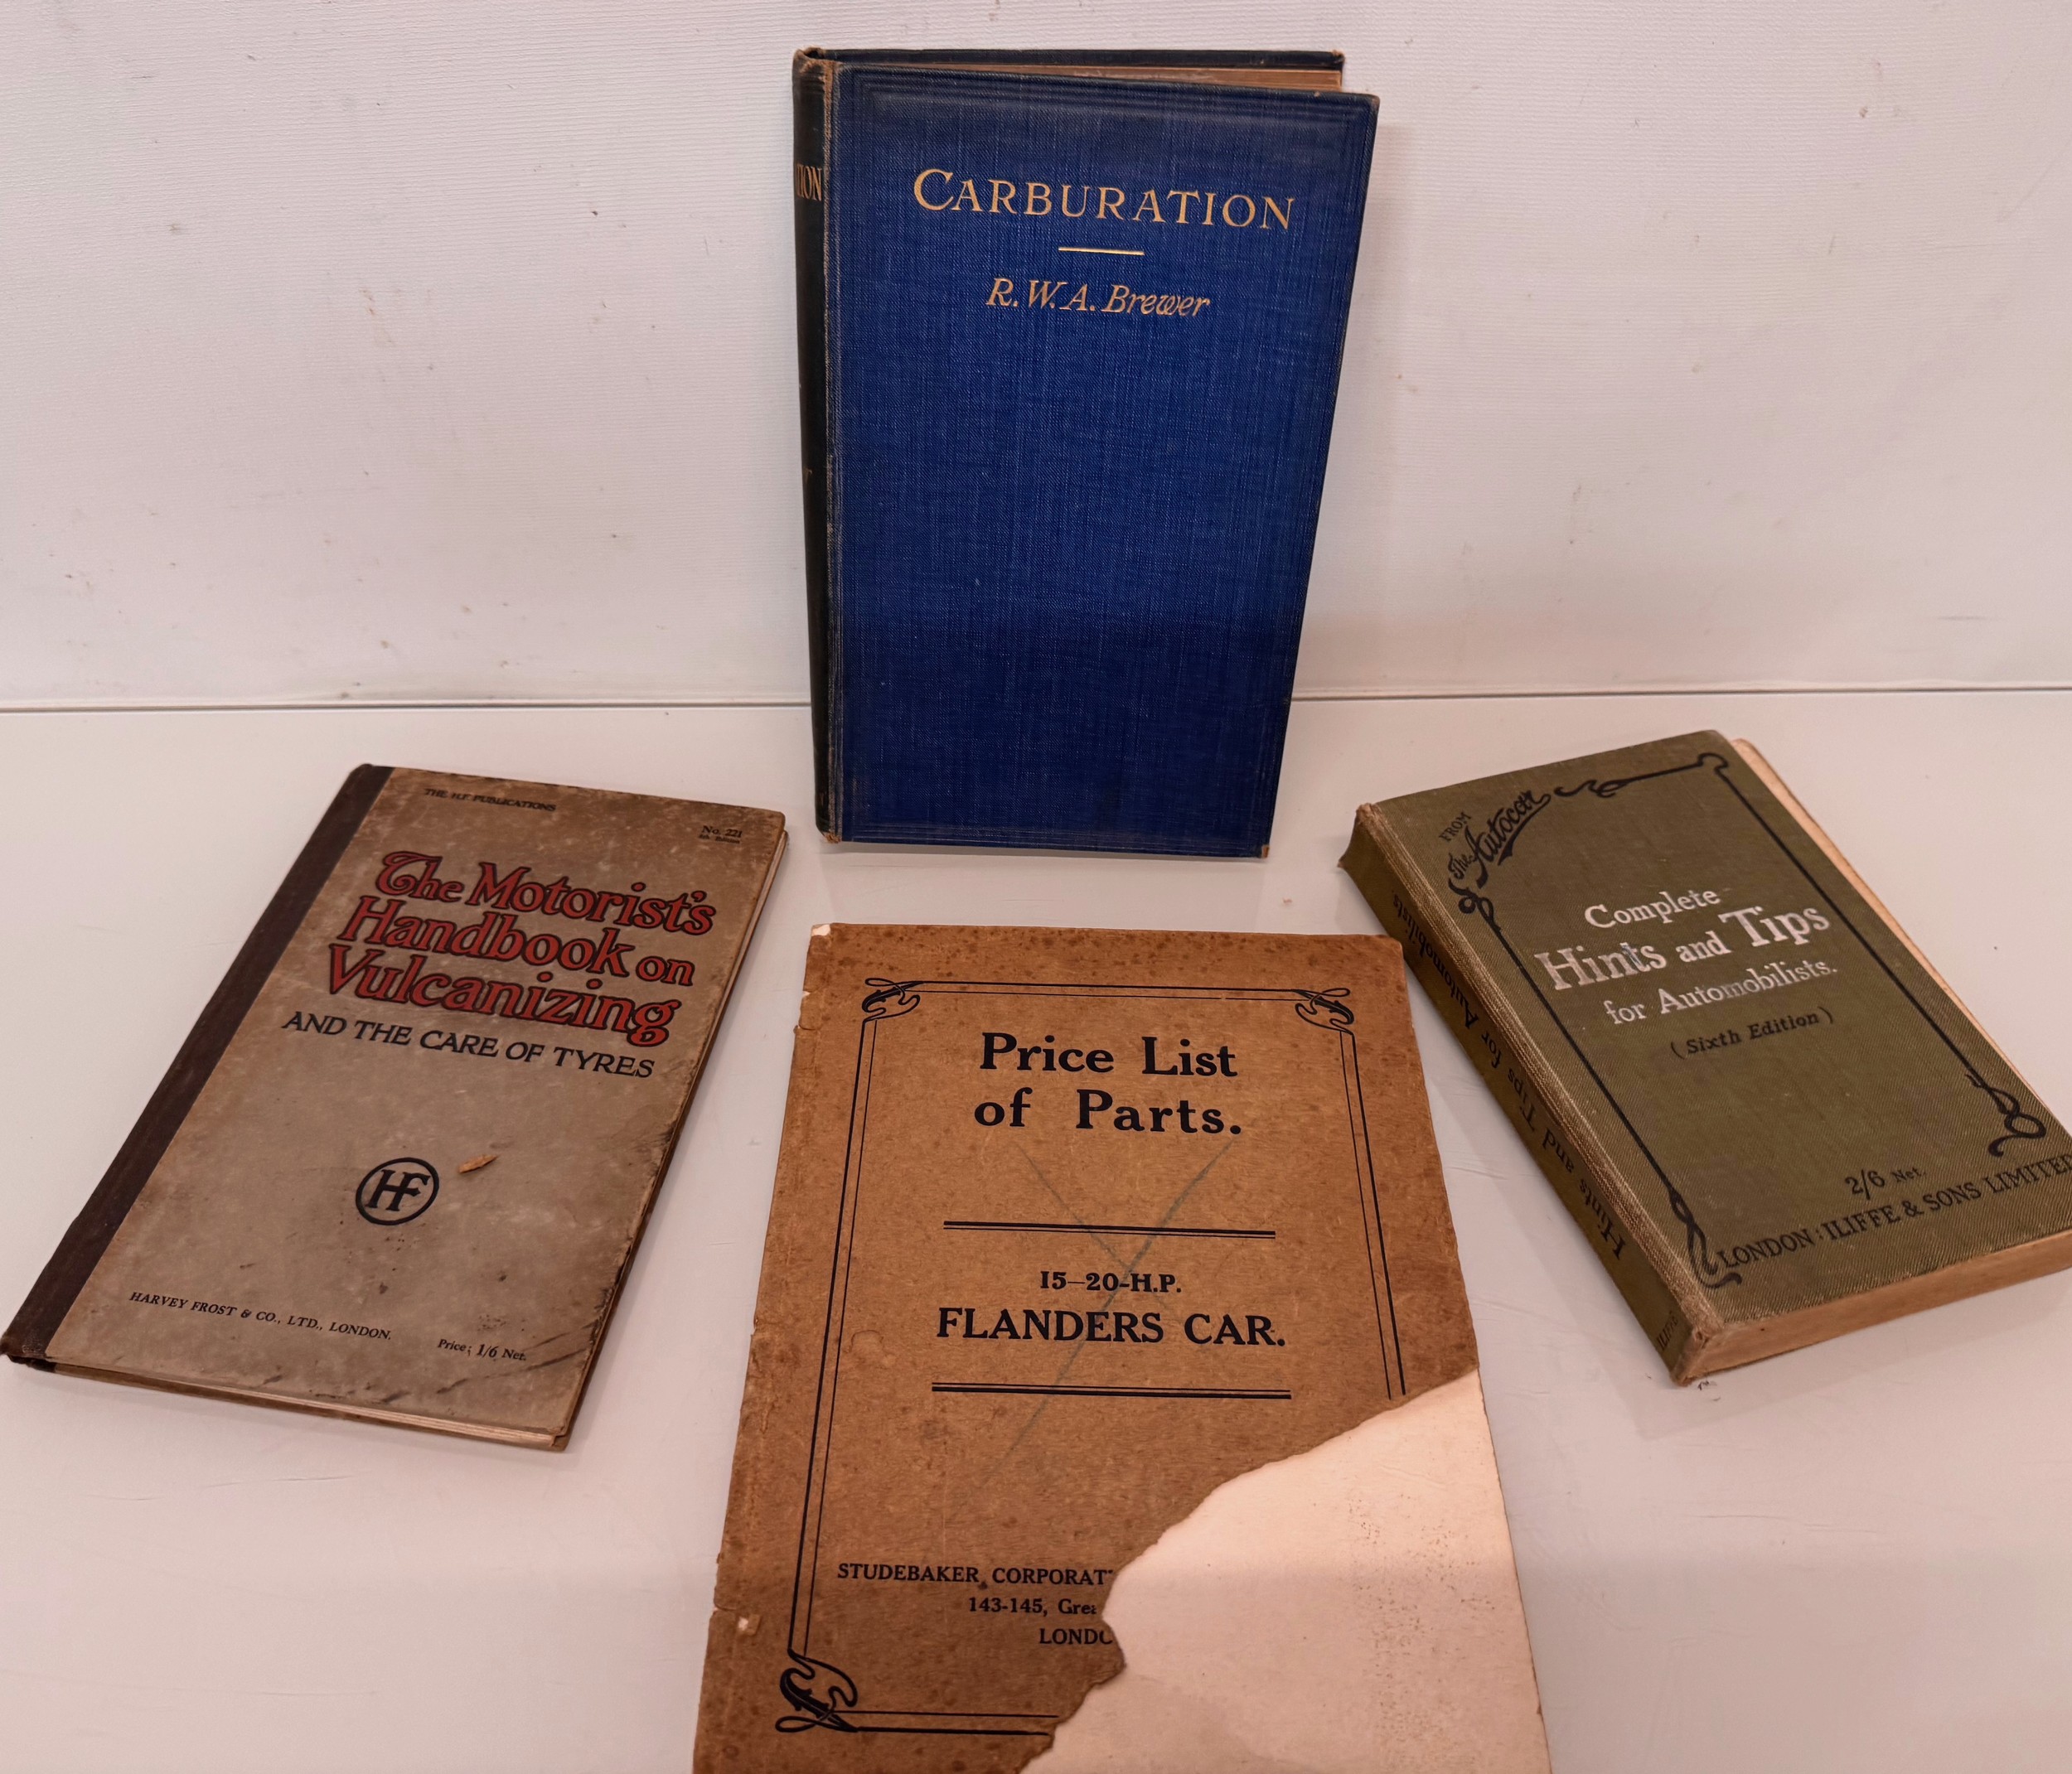 CARBURATION
R. W. A. Brewer
TION
THE H.F PUBLICATIONS
No. 221
The Motorist's
Handbook on
Vulcanizing
AND THE CARE OF TYRES
HF
HARVEY FROST & CO., LTD., LONDON.
Price; 1/6 Net.
Price List
of Parts.
15-20-H.P.
FLANDERS CAR.
STUDEBAKER CORPORAT
143-145, Grea
LONDO
FROM
The Autocar
Complete
Hints and Tips
for Automobilists.
(Sixth Edition)
2/6 Net.
LONDON: ILIFFE & SONS LIMITED
Hints and Tips for Automobilists.